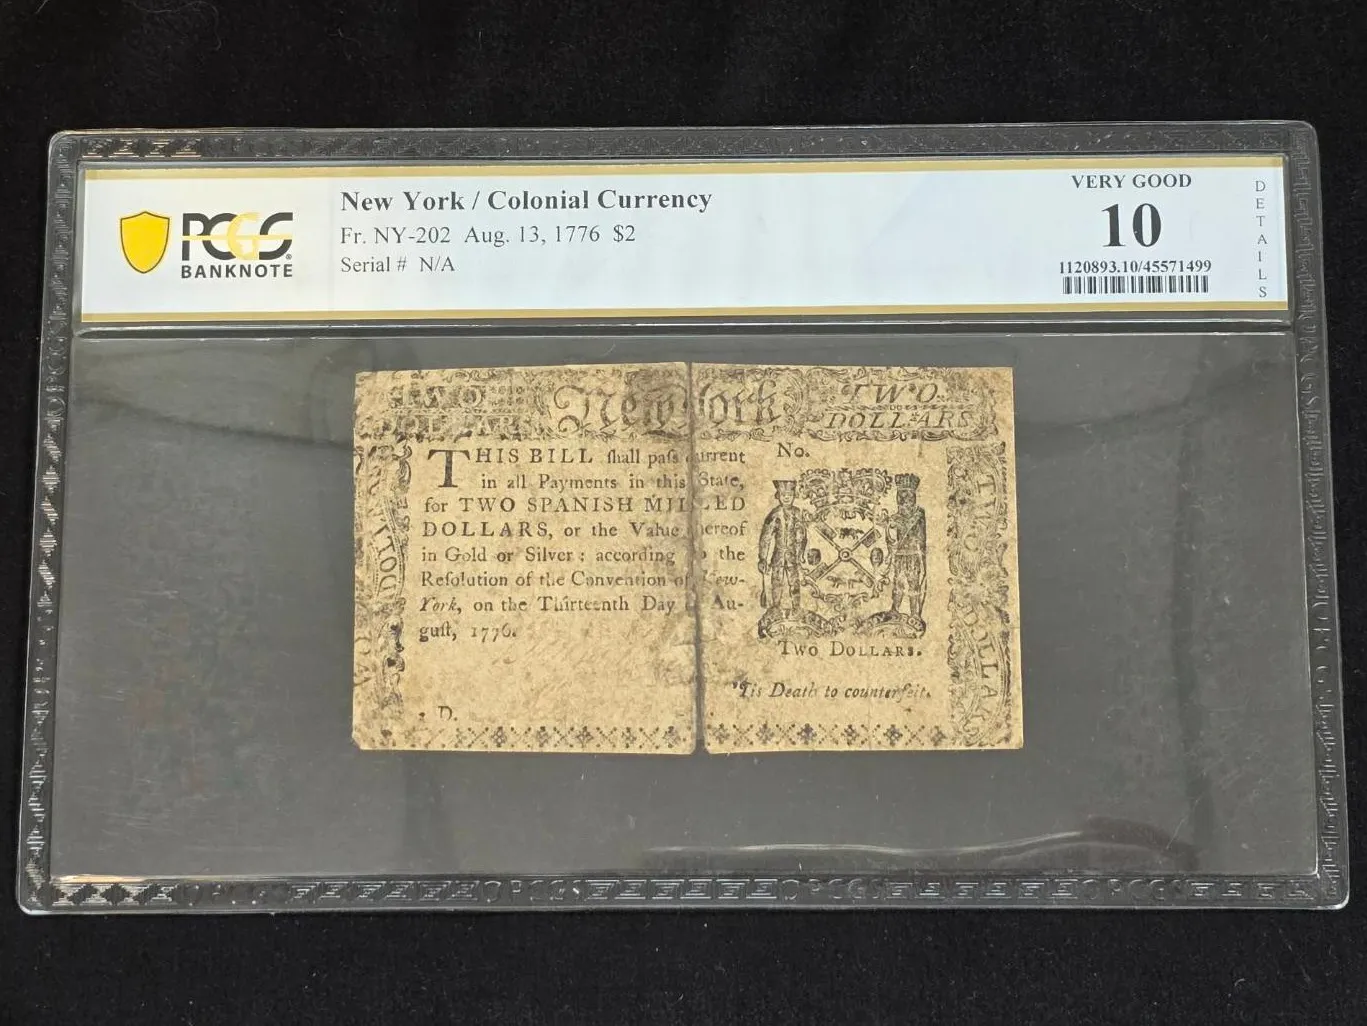 PCGS
BANKNOTE
New York / Colonial Currency
Fr. NY-202 Aug. 13, 1776 $2
Serial # N/A
VERY GOOD
10
1120893.10/45571499
DETAILS
TWO
DOLLARS
New York
TWO
DOLLARS
THIS BILL ſhall paſs current
in all Payments in this State,
for TWO SPANISH MILLED
DOLLARS, or the Value thereof
in Gold or Silver : according to the
Reſolution of the Convention of New-
York, on the Thirteenth Day of Au-
guſt, 1776.
D.
No.
TWO DOLLARS.
'Tis Death to counterfeit.
DOLLA
TWO
DOLLA